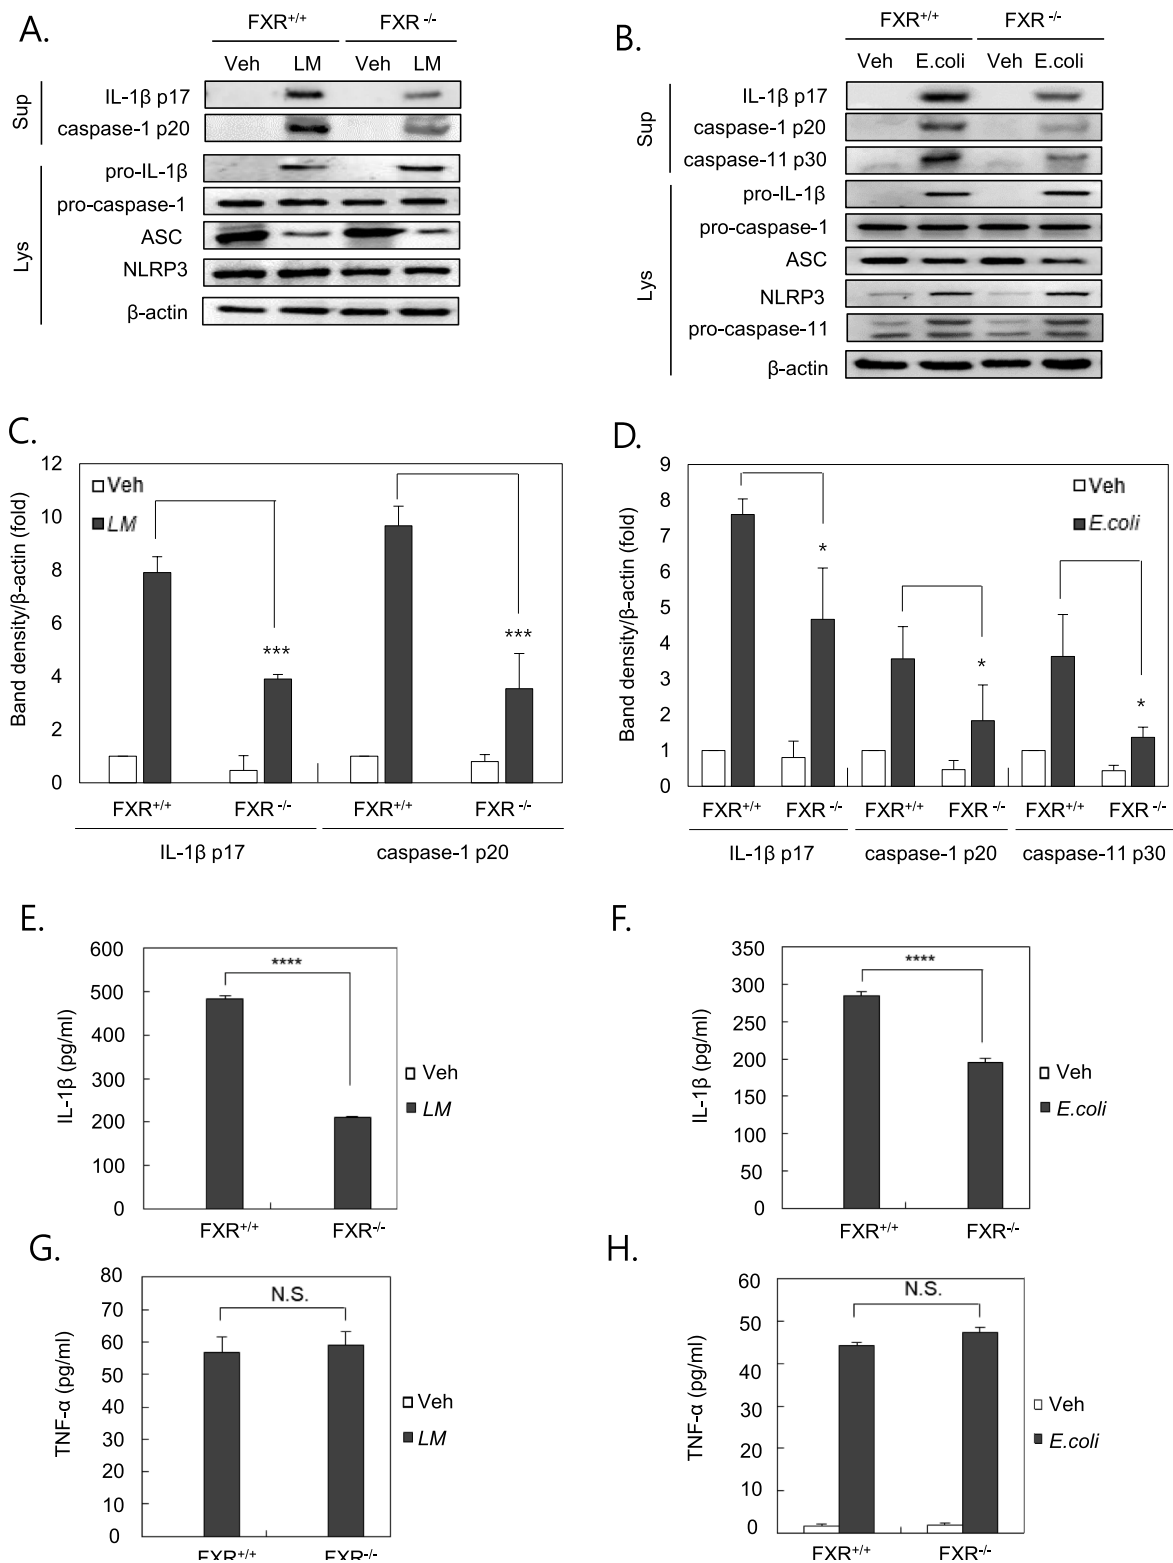 A.
FXR+/+ FXR -/-
Veh LM Veh LM
Sup
IL-1β p17
caspase-1 p20
Lys
pro-IL-1β
pro-caspase-1
ASC
NLRP3
β-actin
B.
FXR+/+ FXR -/-
Veh E.coli Veh E.coli
Sup
IL-1β p17
caspase-1 p20
caspase-11 p30
Lys
pro-IL-1β
pro-caspase-1
ASC
NLRP3
pro-caspase-11
β-actin
C.
Band density/β-actin (fold)
12
10
8
6
4
2
0
Veh
LM
***
***
FXR+/+ FXR -/- FXR+/+ FXR -/-
IL-1β p17 caspase-1 p20
D.
Band density/β-actin (fold)
9
8
7
6
5
4
3
2
1
0
Veh
E.coli
*
*
*
FXR+/+ FXR -/- FXR+/+ FXR -/- FXR+/+ FXR -/-
IL-1β p17 caspase-1 p20 caspase-11 p30
E.
IL-1β (pg/ml)
600
500
400
300
200
100
0
****
Veh
LM
FXR+/+ FXR-/-
F.
IL-1β (pg/ml)
350
300
250
200
150
100
50
0
****
Veh
E.coli
FXR+/+ FXR-/-
G.
TNF-α (pg/ml)
80
70
60
50
40
30
20
10
0
N.S.
Veh
LM
FXR+/+ FXR-/-
H.
TNF-α (pg/ml)
60
50
40
30
20
10
0
N.S.
Veh
E.coli
FXR+/+ FXR-/-